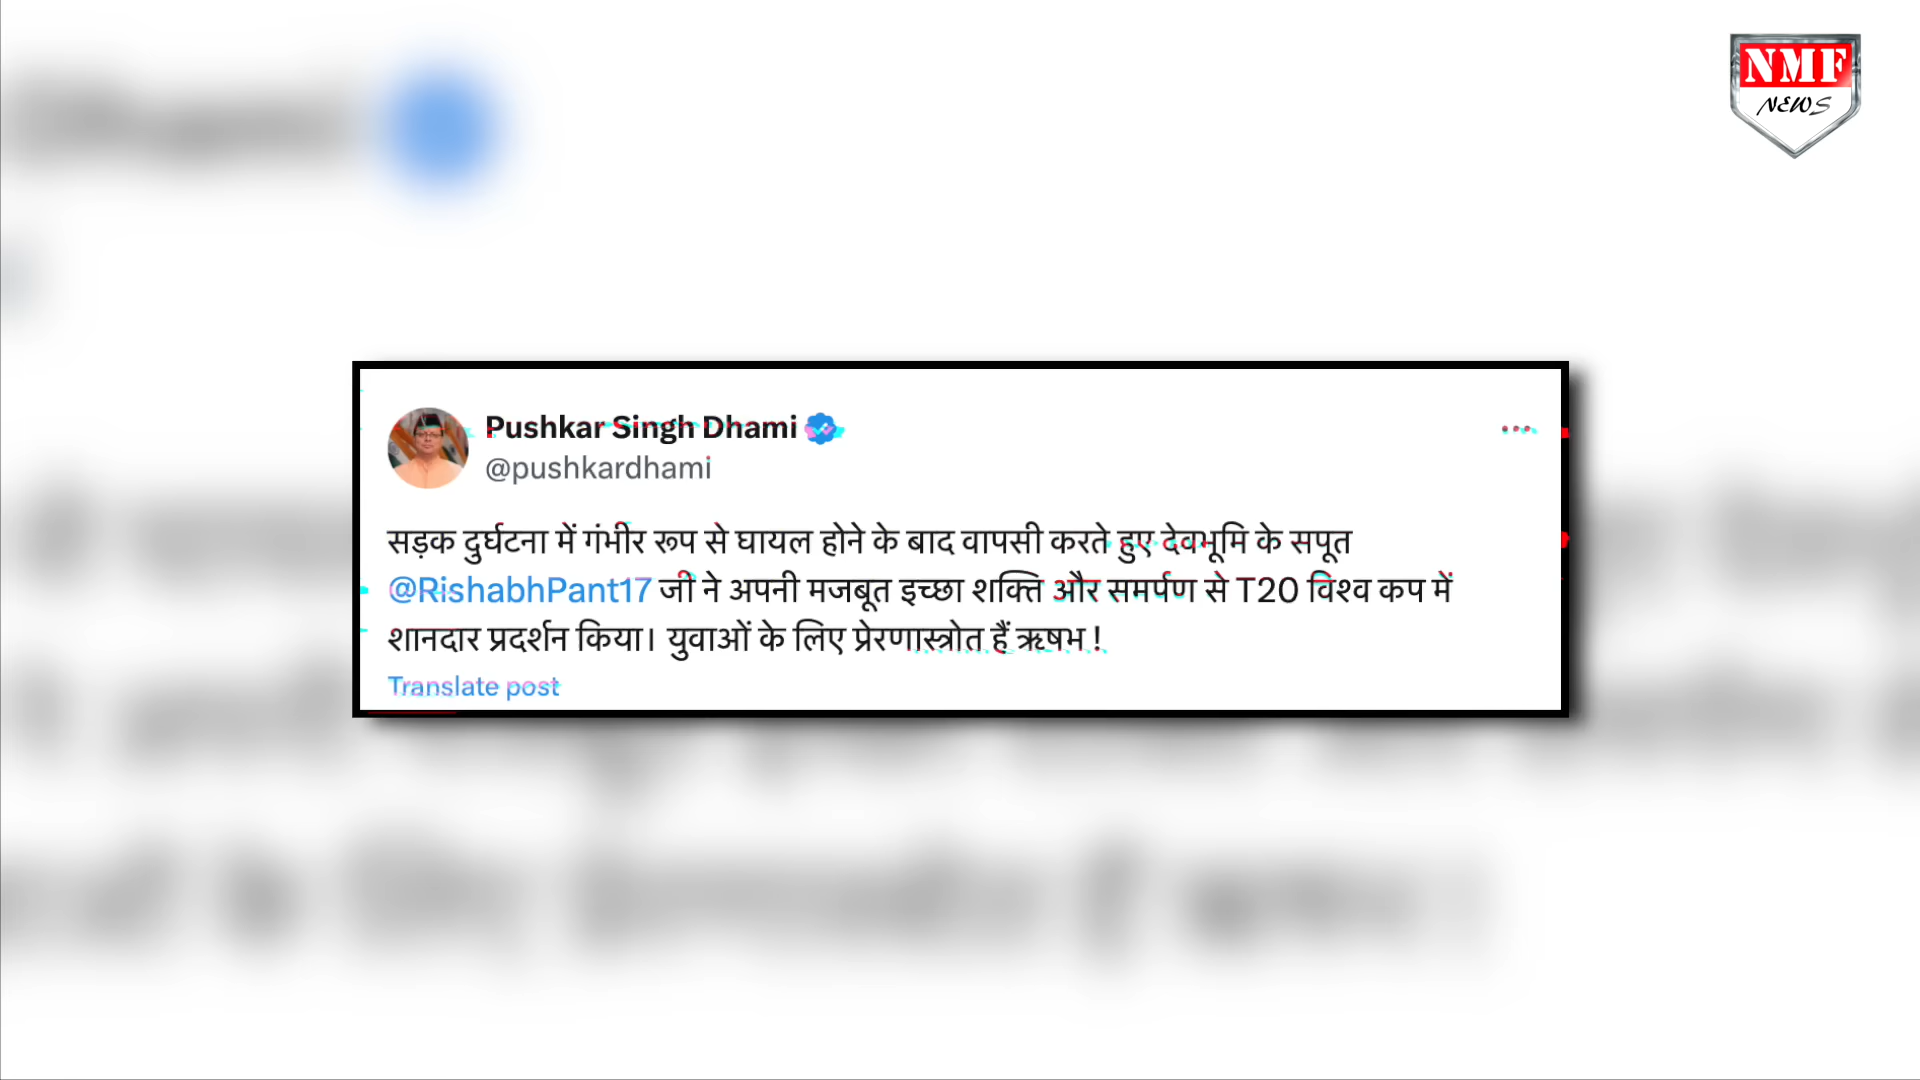 NMF
NEWS
Pushkar Singh Dhami
@pushkardhami
सड़क दुर्घटना में गंभीर रूप से घायल होने के बाद वापसी करते हुए देवभूमि के सपूत
@RishabhPant17 जी ने अपनी मजबूत इच्छा शक्ति और समर्पण से T20 विश्व कप में
शानदार प्रदर्शन किया। युवाओं के लिए प्रेरणास्त्रोत हैं ऋषभ !
Translate post